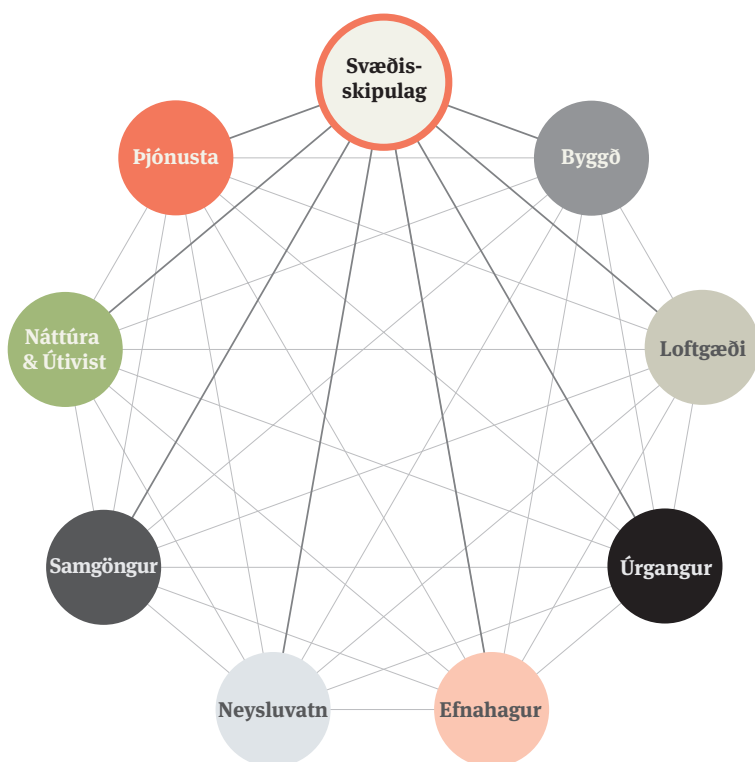 Svæðis-
skipulag
Þjónusta
Byggð
Náttúra
& Útivist
Loftgæði
Samgöngur
Úrgangur
Neysluvatn
Efnahagur